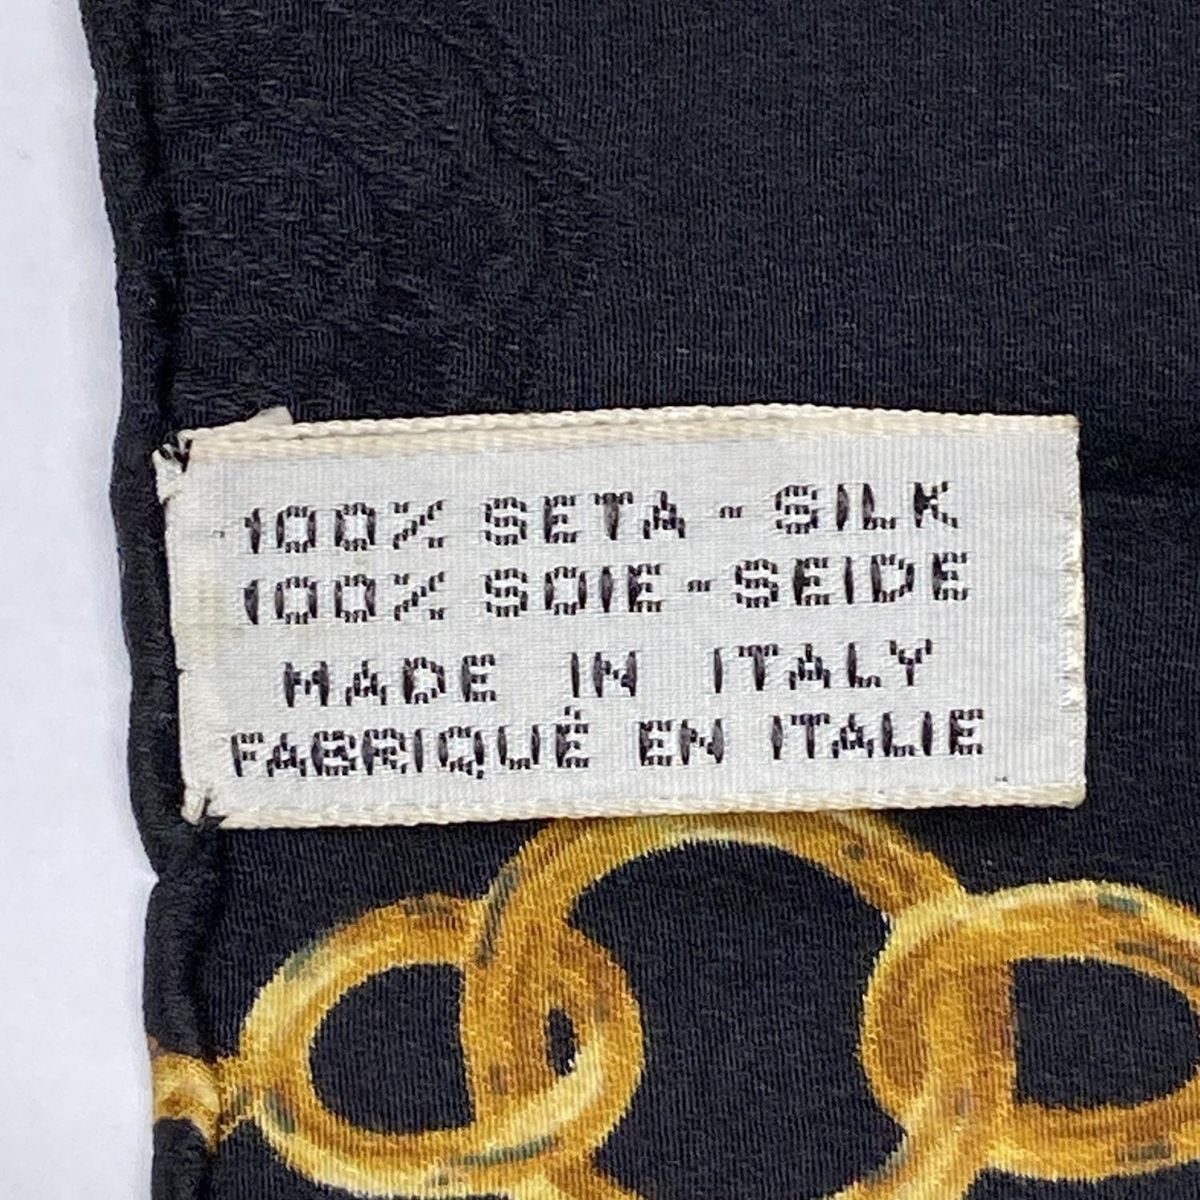 100% SETA - SILK
100% SOIE - SEIDE
MADE IN ITALY
FABRIQUÉ EN ITALIE